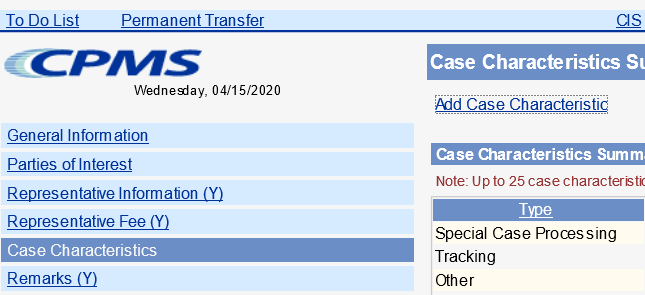 To Do List Permanent Transfer CIS
CPMS
Wednesday, 04/15/2020
General Information
Parties of Interest
Representative Information (Y)
Representative Fee (Y)
Case Characteristics
Remarks (Y)
Case Characteristics Su
Add Case Characteristic
Case Characteristics Summ
Note: Up to 25 case characteristic
Type
Special Case Processing
Tracking
Other